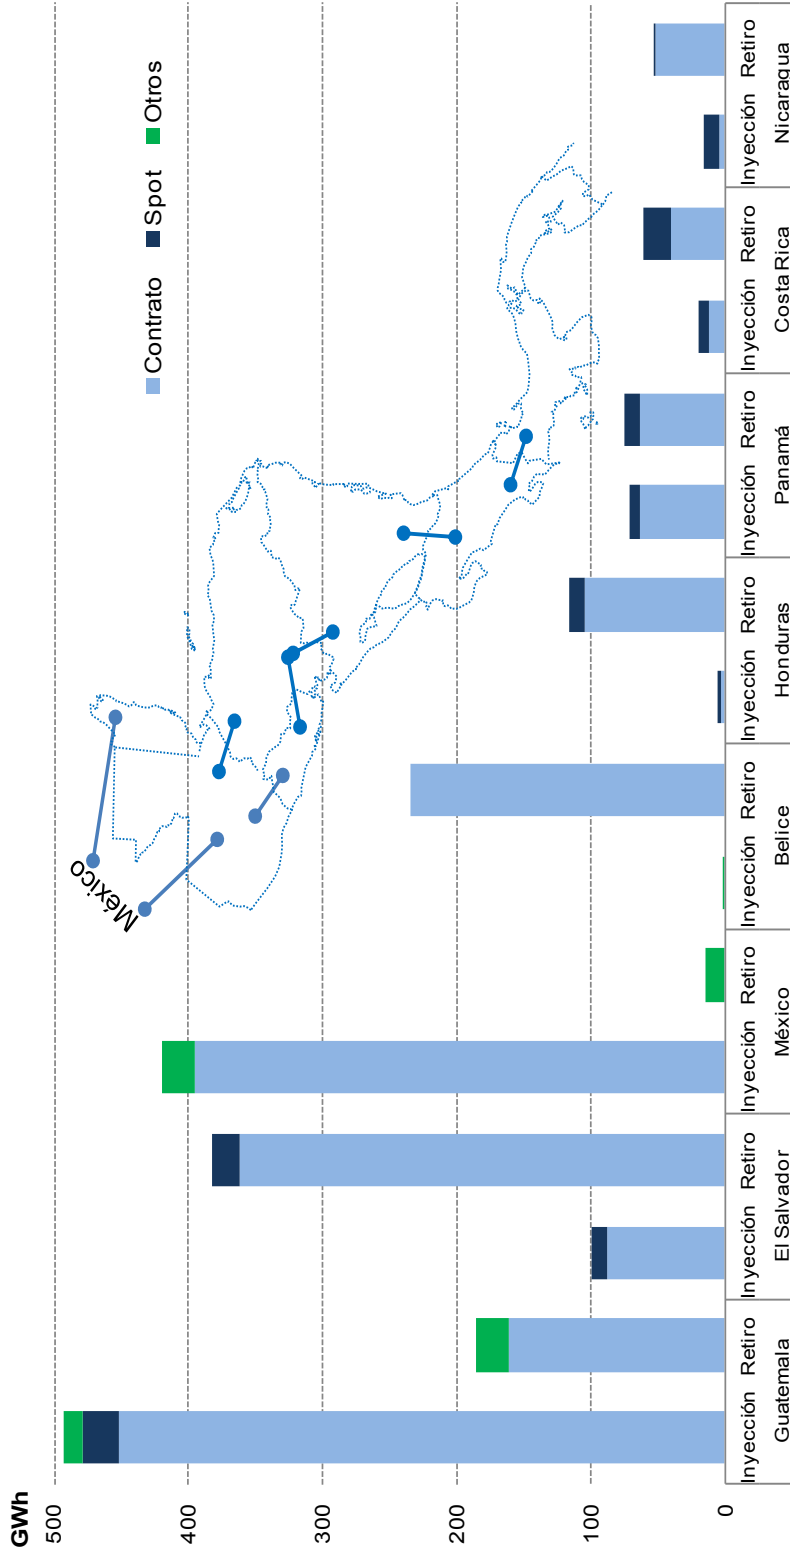 GWh
Contrato Spot Otros
México
500
400
300
200
100
0
Inyección Retiro Inyección Retiro Inyección Retiro Inyección Retiro Inyección Retiro Inyección Retiro Inyección Retiro Inyección Retiro
Guatemala El Salvador México Belice Honduras Panamá Costa Rica Nicaragua